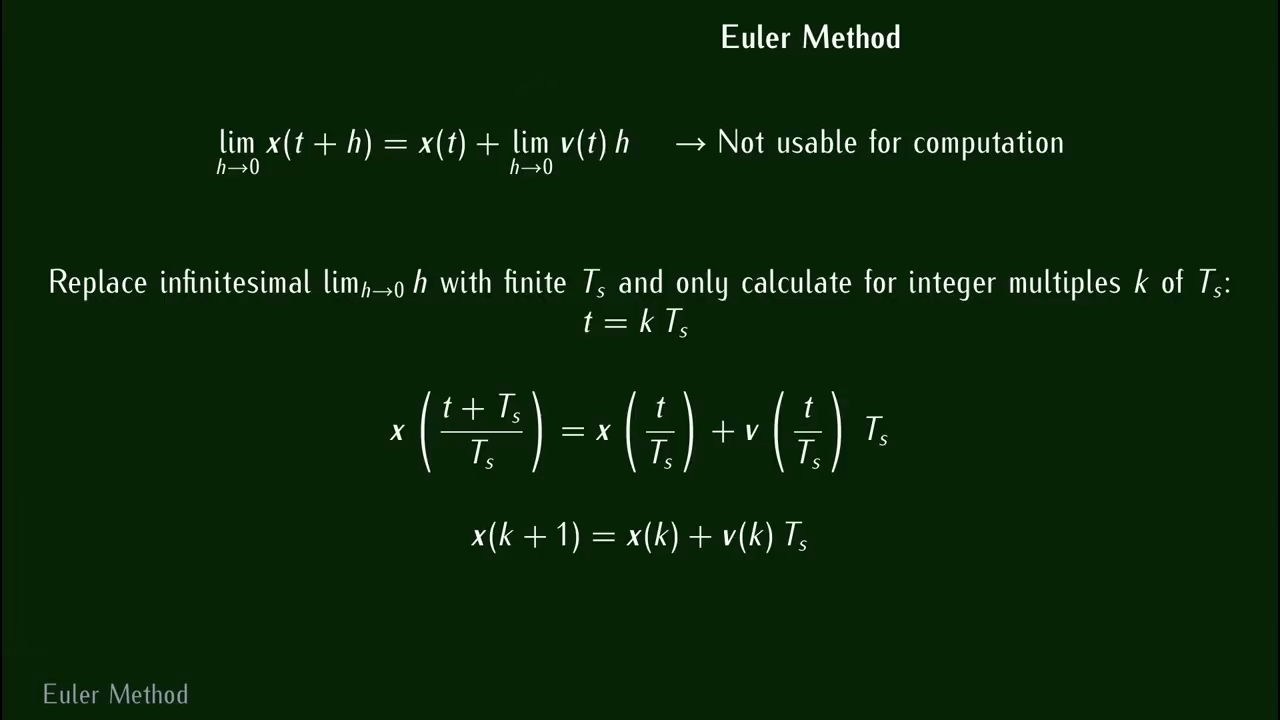 Euler Method
lim_{h→0} x(t + h) = x(t) + lim_{h→0} v(t) h → Not usable for computation
Replace infinitesimal lim_{h→0} h with finite T_s and only calculate for integer multiples k of T_s:
t = k T_s
x((t + T_s)/T_s) = x(t/T_s) + v(t/T_s) T_s
x(k + 1) = x(k) + v(k) T_s
Euler Method